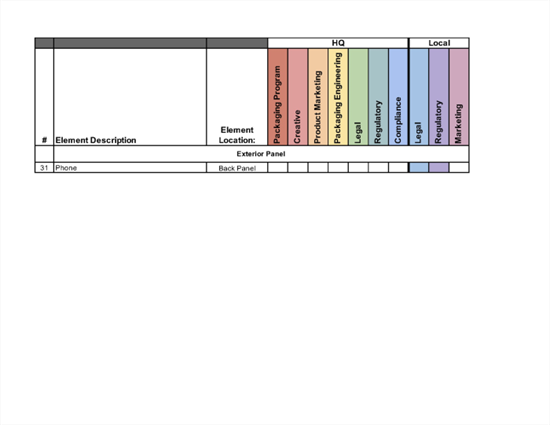 HQ Local
# Element Description Element Location: Packaging Program Creative Product Marketing Packaging Engineering Legal Regulatory Compliance Legal Regulatory Marketing
Exterior Panel
31 Phone Back Panel